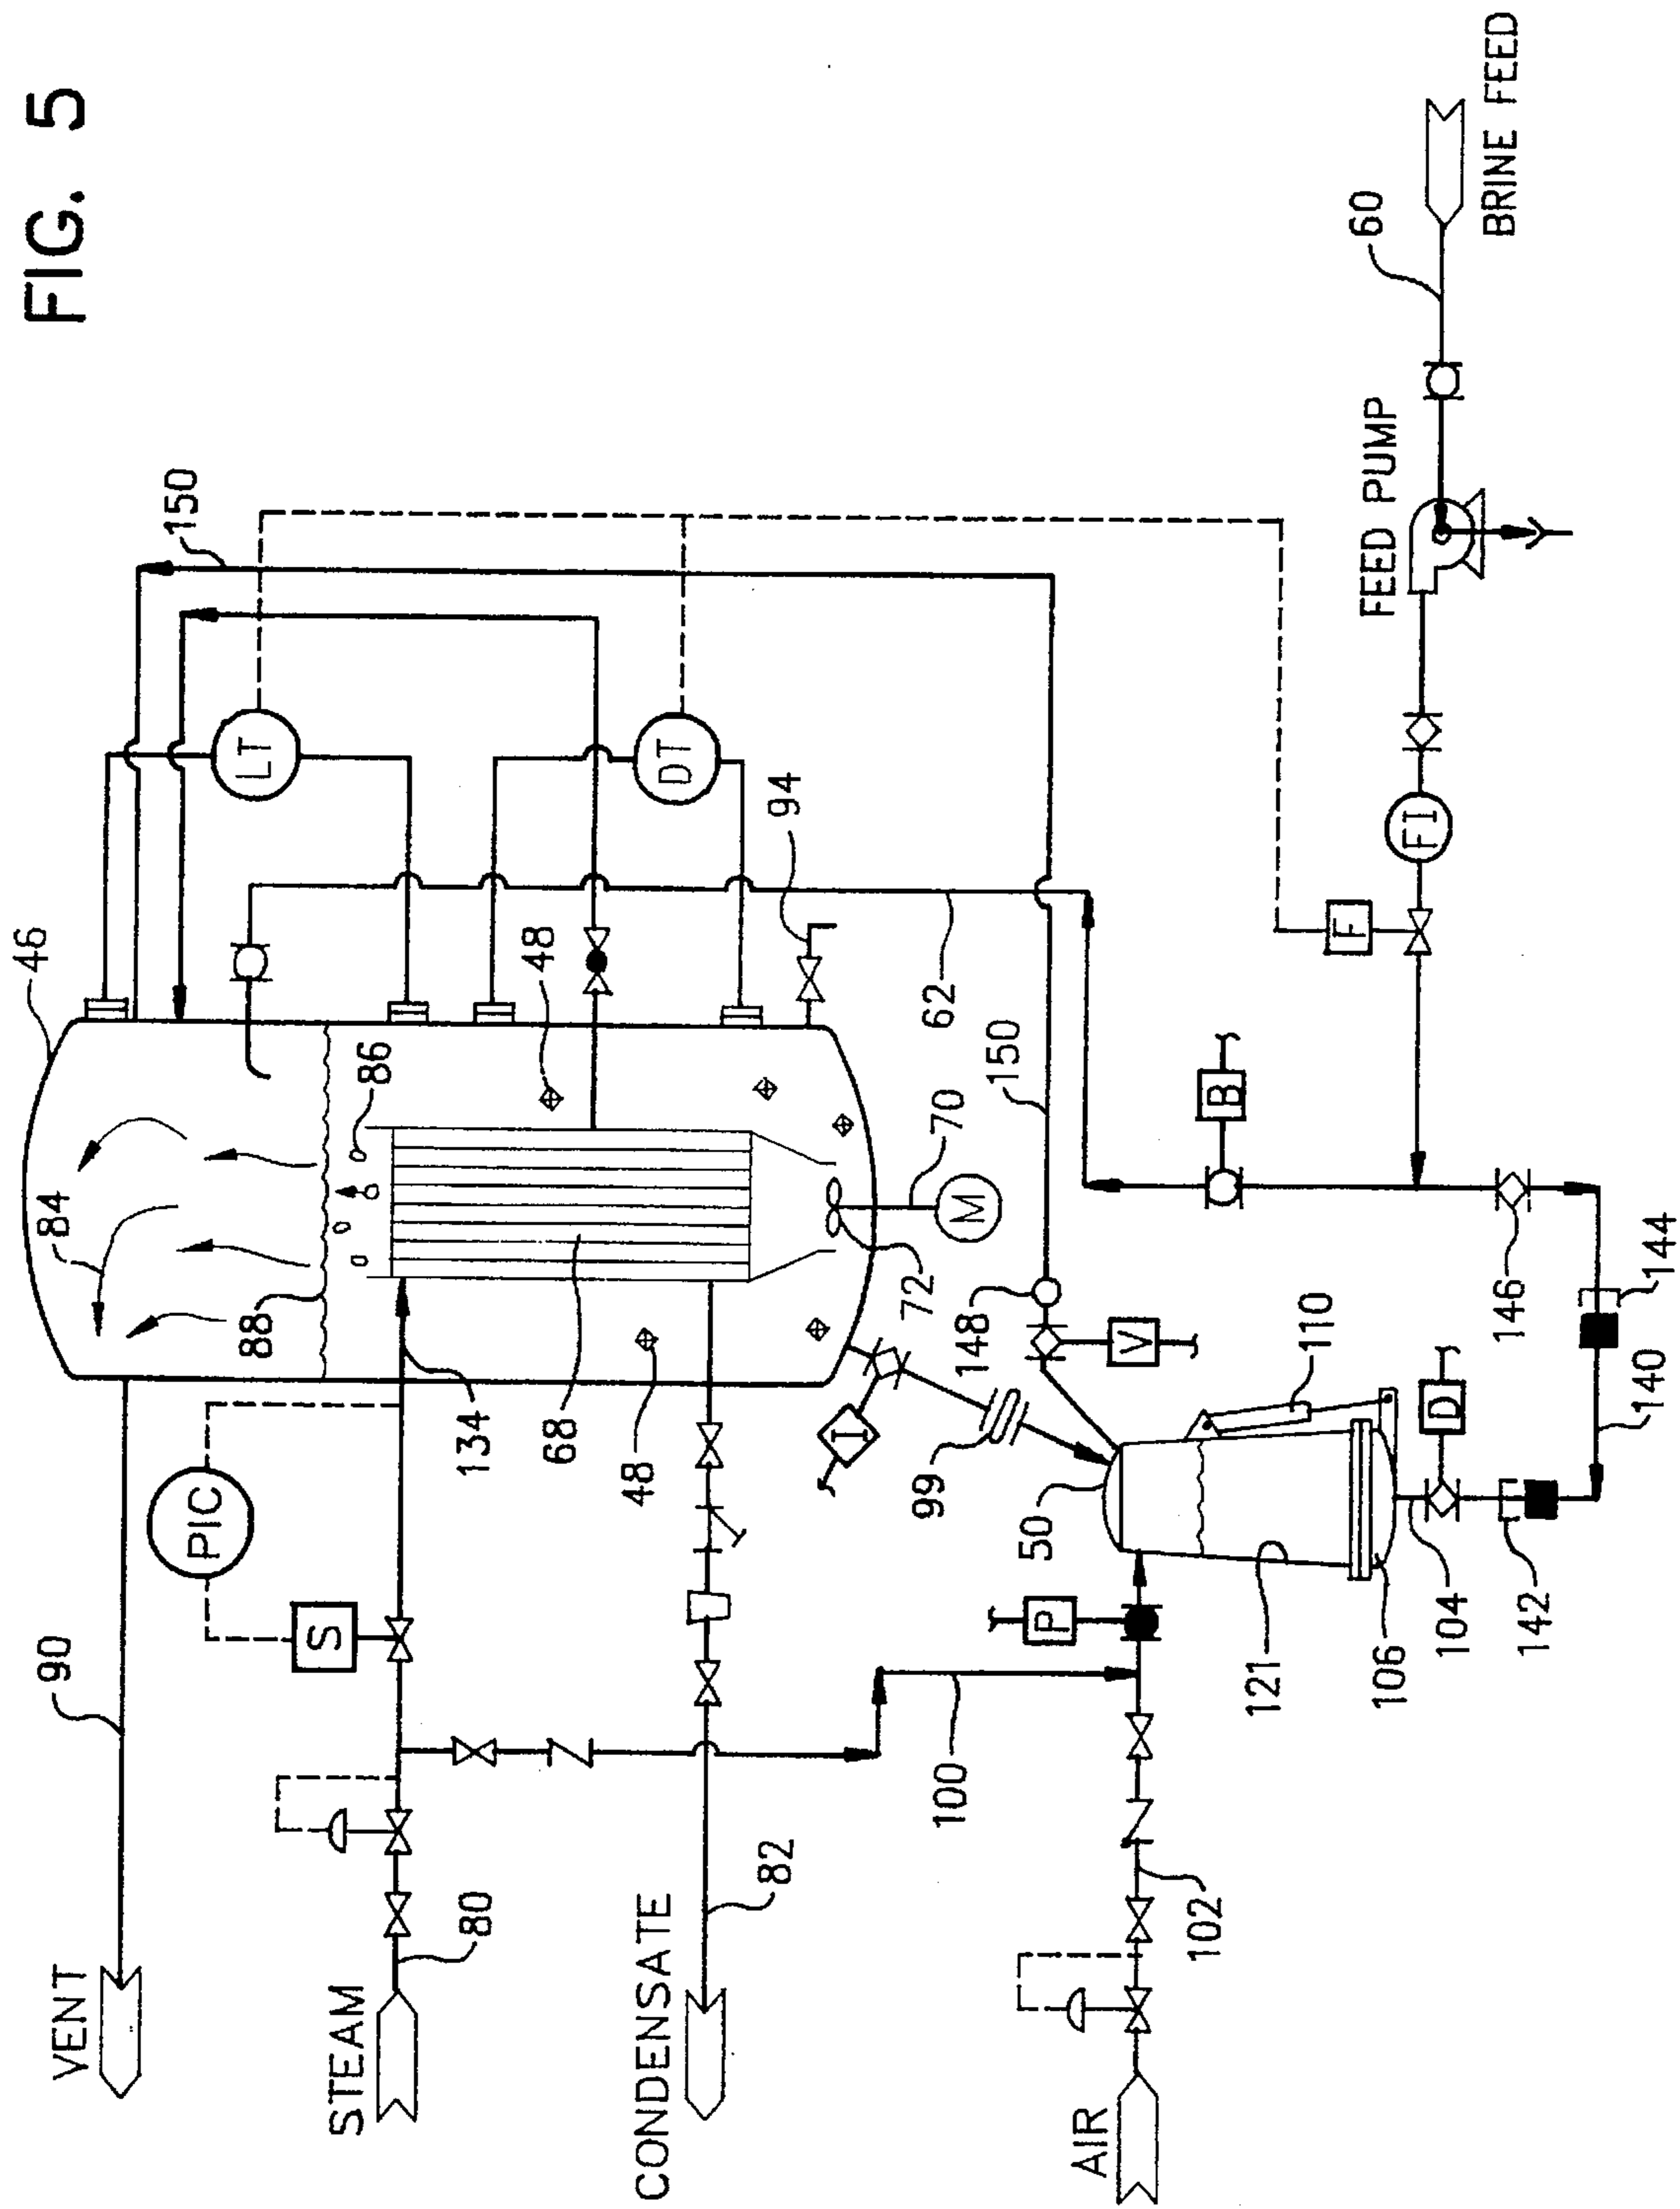 FIG. 5
VENT
90
STEAM
80
PIC
S
134
84
88
46
86
68
48
48
72
70
M
150
LT
DT
94
62
CONDENSATE
82
100
AIR
102
P
50
99
I
148
V
150
121
106
104
110
D
142
140
144
146
B
F
FI
FEED PUMP
60
BRINE FEED